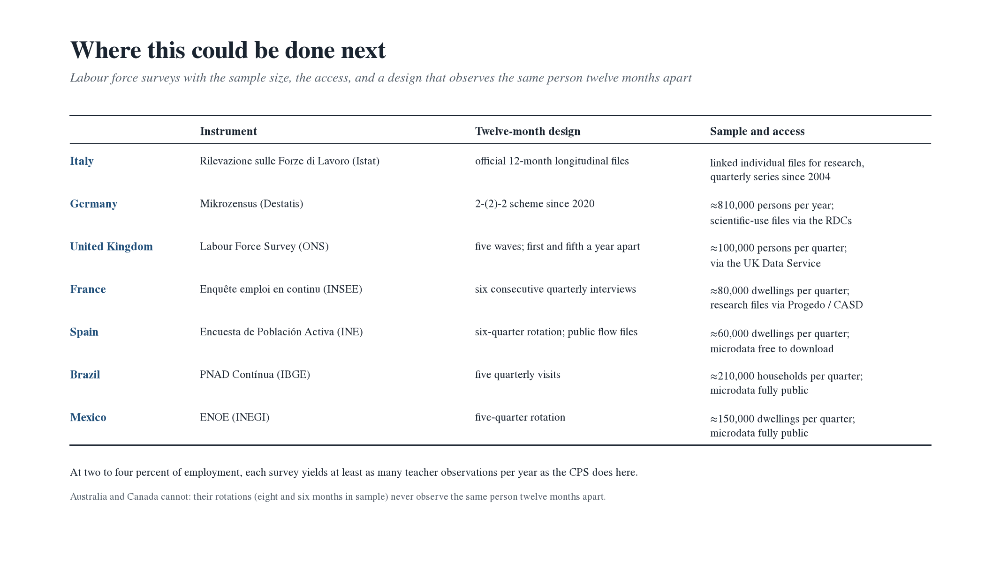 Where this could be done next
Labour force surveys with the sample size, the access, and a design that observes the same person twelve months apart
Instrument
Twelve-month design
Sample and access
Italy
Rilevazione sulle Forze di Lavoro (Istat)
official 12-month longitudinal files
linked individual files for research,
quarterly series since 2004
Germany
Mikrozensus (Destatis)
2-(2)-2 scheme since 2020
≈810,000 persons per year;
scientific-use files via the RDCs
United Kingdom
Labour Force Survey (ONS)
five waves; first and fifth a year apart
≈100,000 persons per quarter;
via the UK Data Service
France
Enquête emploi en continu (INSEE)
six consecutive quarterly interviews
≈80,000 dwellings per quarter;
research files via Progedo / CASD
Spain
Encuesta de Población Activa (INE)
six-quarter rotation; public flow files
≈60,000 dwellings per quarter;
microdata free to download
Brazil
PNAD Contínua (IBGE)
five quarterly visits
≈210,000 households per quarter;
microdata fully public
Mexico
ENOE (INEGI)
five-quarter rotation
≈150,000 dwellings per quarter;
microdata fully public
At two to four percent of employment, each survey yields at least as many teacher observations per year as the CPS does here.
Australia and Canada cannot: their rotations (eight and six months in sample) never observe the same person twelve months apart.